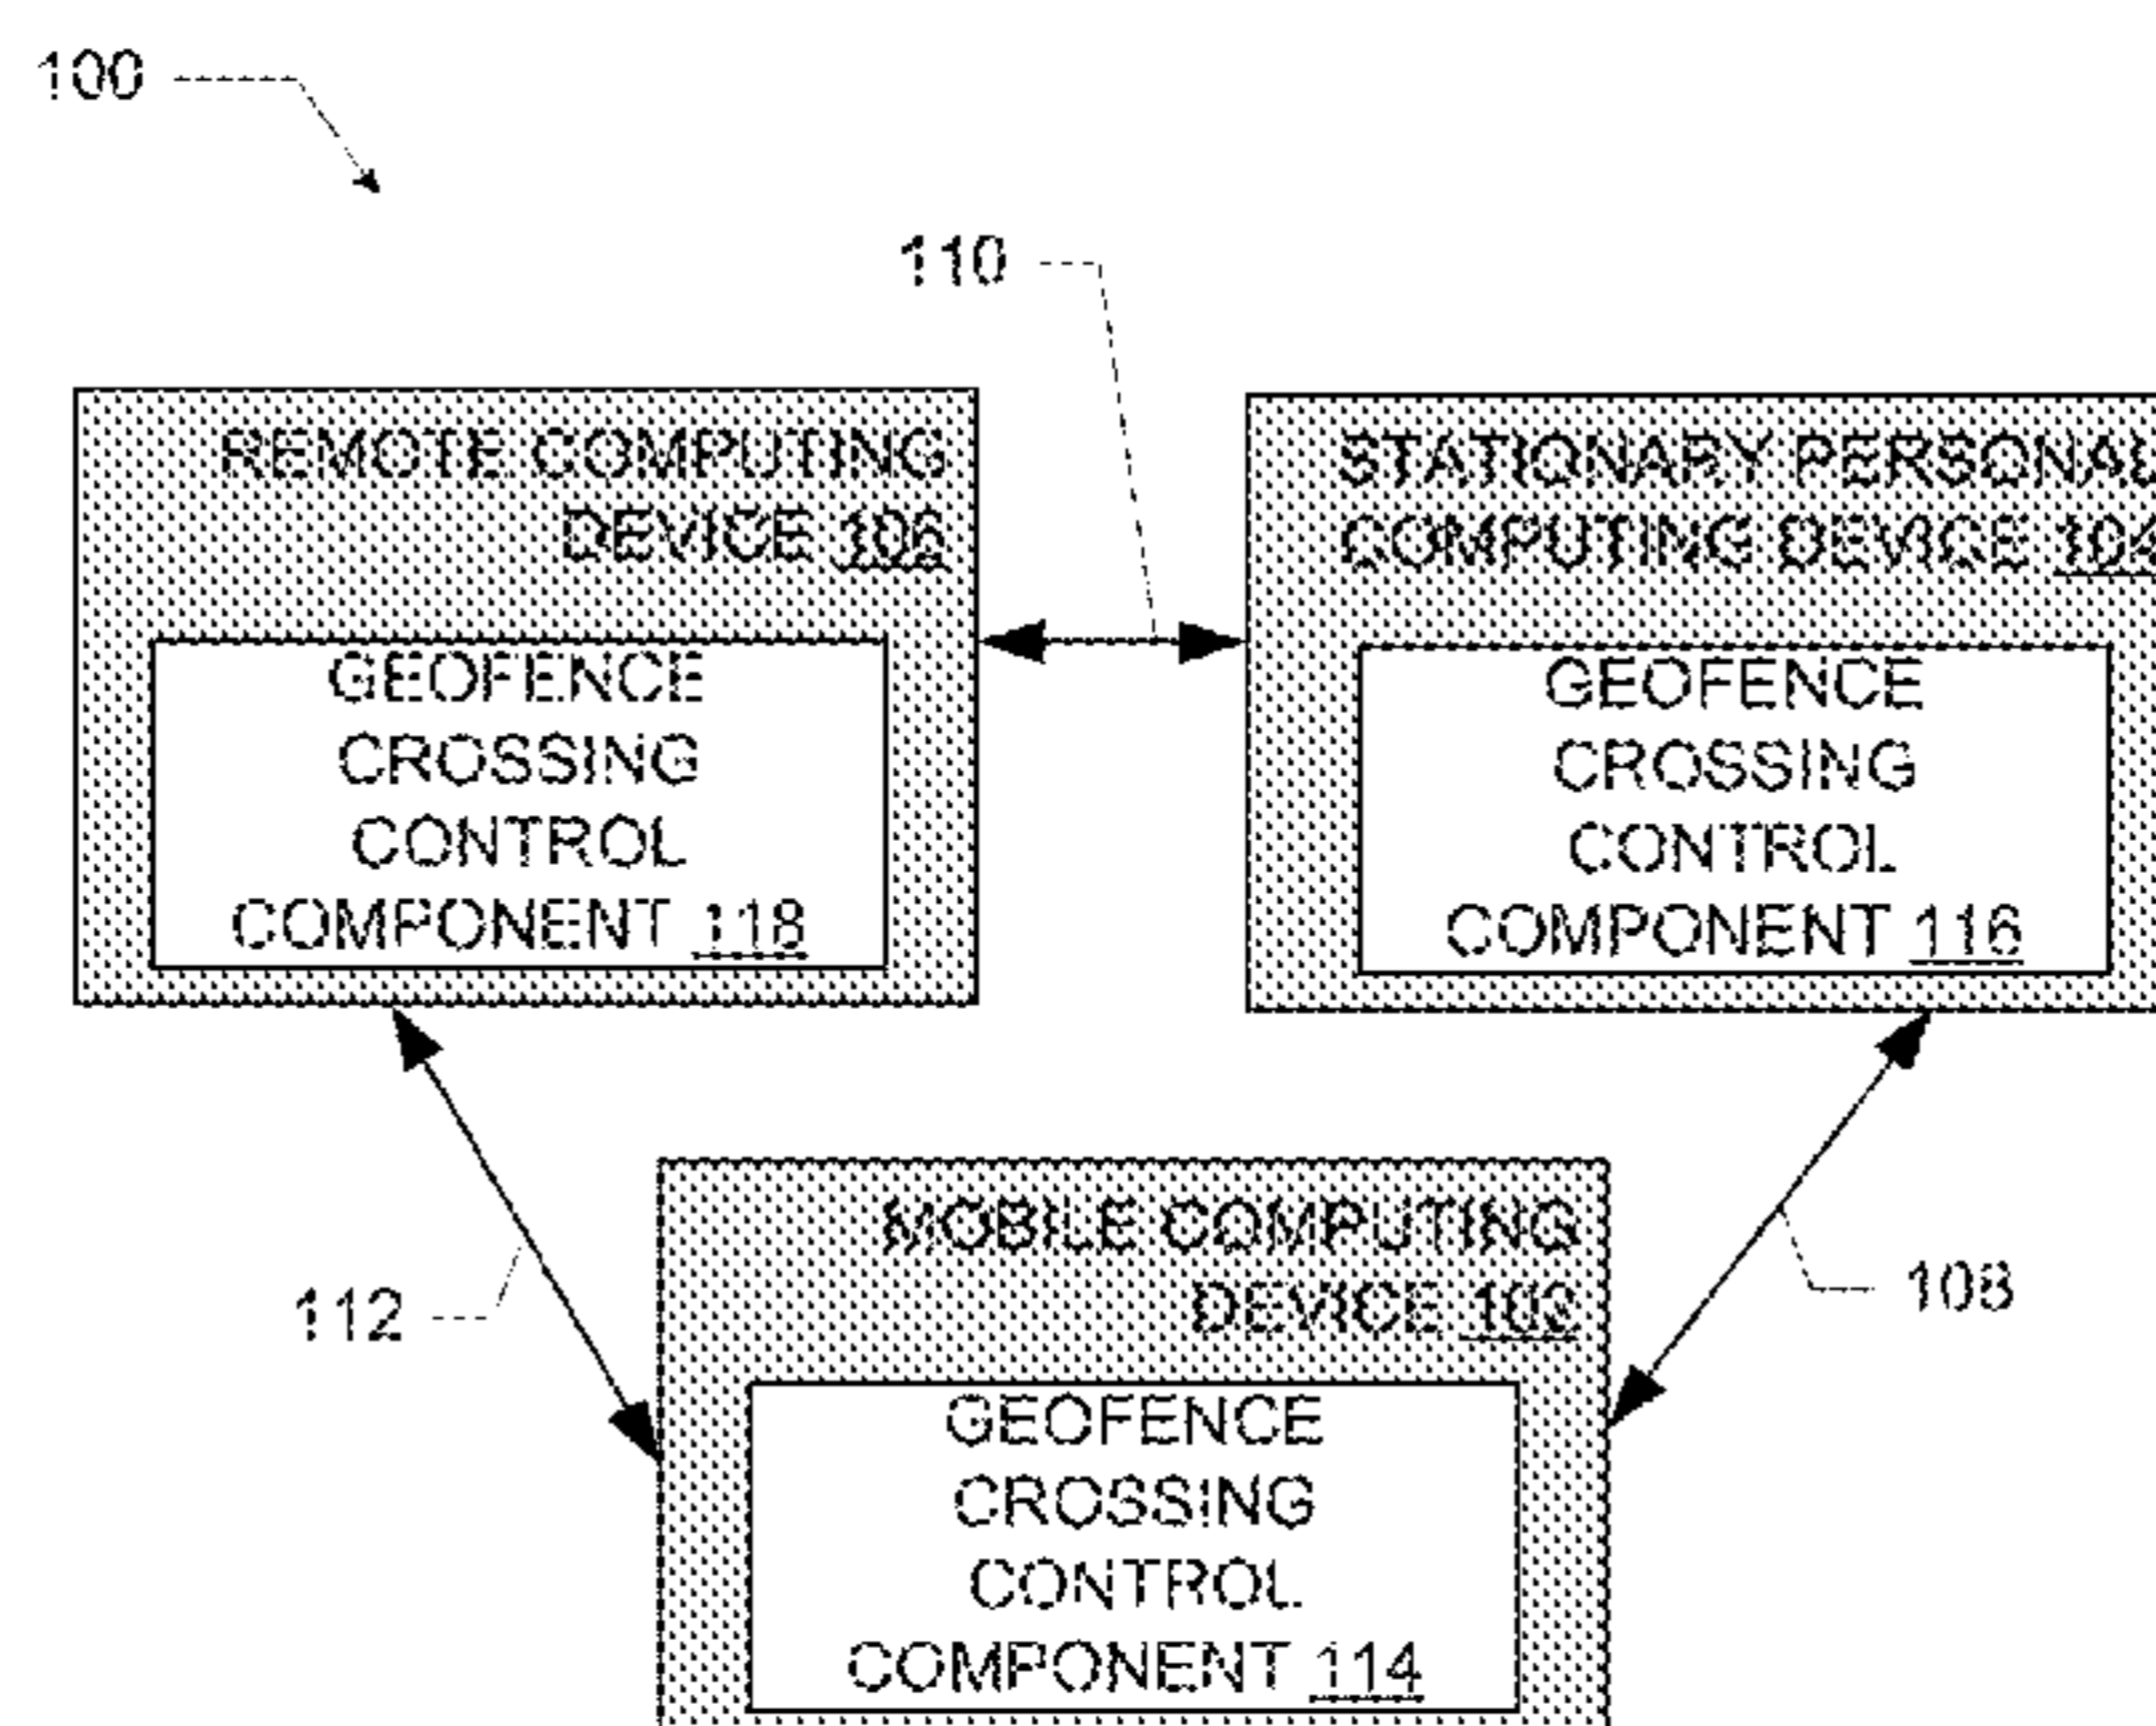 100
110
REMOTE COMPUTING
DEVICE 106
GEOFENCE
CROSSING
CONTROL
COMPONENT 118
STATIONARY PERSONAL
COMPUTING DEVICE 104
GEOFENCE
CROSSING
CONTROL
COMPONENT 116
MOBILE COMPUTING
DEVICE 102
GEOFENCE
CROSSING
CONTROL
COMPONENT 114
112
108